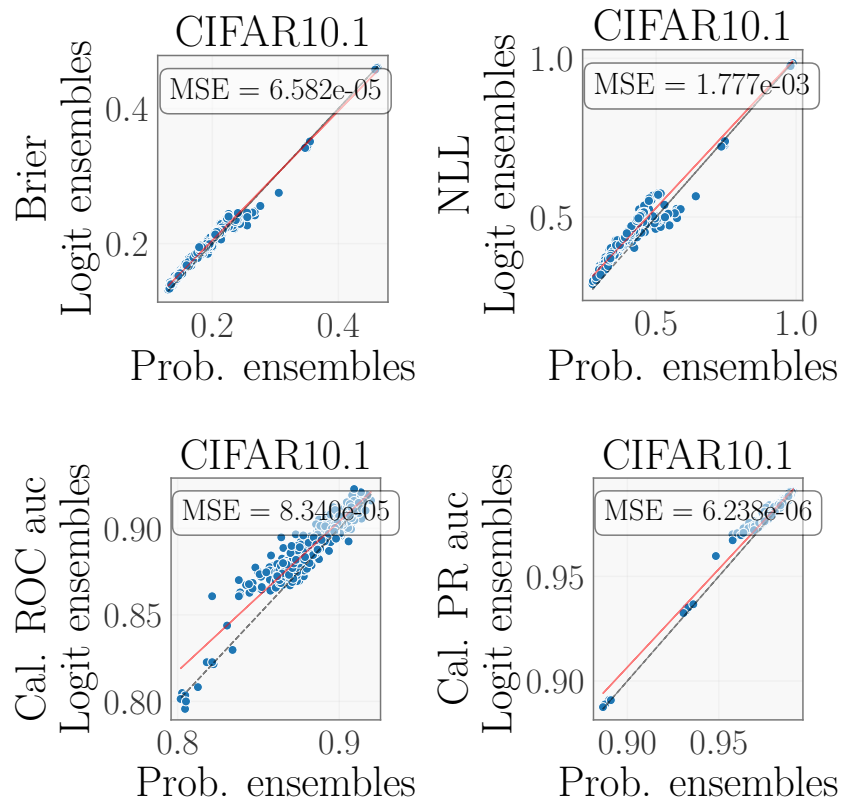 CIFAR10.1
MSE = 6.582e-05
Brier
Logit ensembles
0.4
0.2
0.2
0.4
Prob. ensembles
CIFAR10.1
MSE = 1.777e-03
NLL
Logit ensembles
1.0
0.5
0.5
1.0
Prob. ensembles
CIFAR10.1
MSE = 8.340e-05
Cal. ROC auc
Logit ensembles
0.90
0.85
0.80
0.8
0.9
Prob. ensembles
CIFAR10.1
MSE = 6.238e-06
Cal. PR auc
Logit ensembles
0.95
0.90
0.90
0.95
Prob. ensembles